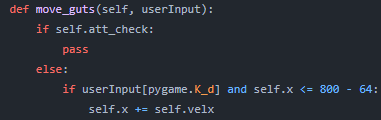 def move_guts(self, userInput):
    if self.att_check:
        pass
    else:
        if userInput[pygame.K_d] and self.x <= 800 - 64:
            self.x += self.velx